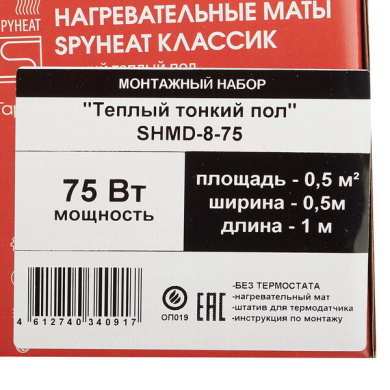 SPYHEAT
НАГРЕВАТЕЛЬНЫЕ МАТЫ
SPYHEAT КЛАССИК
теплый пол
МОНТАЖНЫЙ НАБОР
"Теплый тонкий пол"
SHMD-8-75
75 Вт
мощность
площадь - 0,5 м²
ширина - 0,5м
длина - 1 м
4 612740 340917
ОП019
EAC
-БЕЗ ТЕРМОСТАТА
-нагревательный мат
-штатив для термодатчика
-инструкция по монтажу